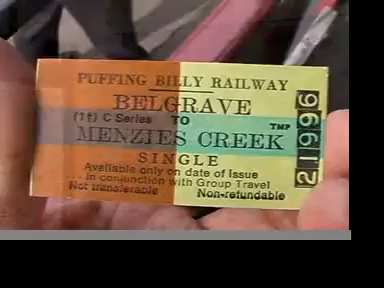 PUFFING BILLY RAILWAY
BELGRAVE
(11) C Series TO TMP
MENZIES CREEK
SINGLE
Available only on date of Issue
... in conjunction with Group Travel
Not transferable Non-refundable
21996